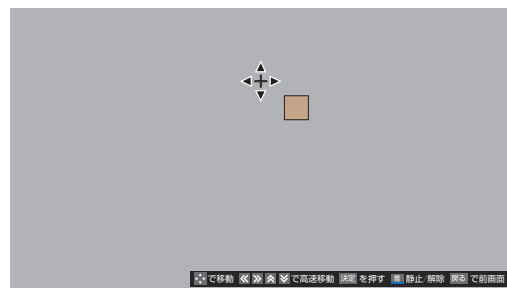 で移動 で高速移動 決定 を押す 青 静止/解除 戻る で前画面